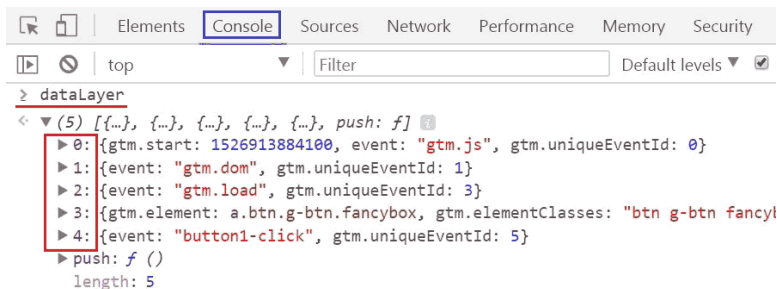 Elements Console Sources Network Performance Memory Security
top Filter Default levels
dataLayer
(5) [{…}, {…}, {…}, {…}, {…}, push: ƒ]
0: {gtm.start: 1526913884100, event: "gtm.js", gtm.uniqueEventId: 0}
1: {event: "gtm.dom", gtm.uniqueEventId: 1}
2: {event: "gtm.load", gtm.uniqueEventId: 3}
3: {gtm.element: a.btn.g-btn.fancybox, gtm.elementClasses: "btn g-btn fancyb
4: {event: "button1-click", gtm.uniqueEventId: 5}
push: ƒ ()
length: 5